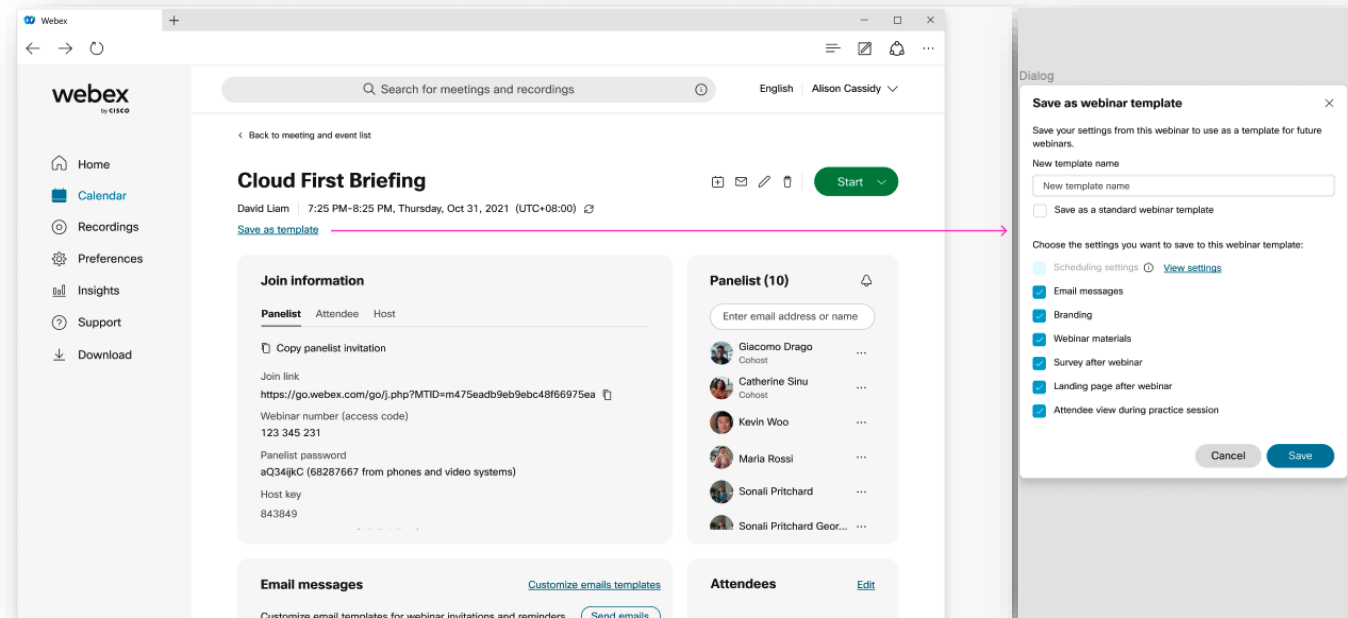 Webex
webex
by CISCO
Search for meetings and recordings
English
Alison Cassidy
Home
Calendar
Recordings
Preferences
Insights
Support
Download
Back to meeting and event list
Cloud First Briefing
Start
David Liam
7:25 PM-8:25 PM, Thursday, Oct 31, 2021 (UTC+08:00)
Save as template
Join information
Panelist Attendee Host
Copy panelist invitation
Join link
https://go.webex.com/go/j.php?MTID=m475eadb9eb9ebc48f66975ea
Webinar number (access code)
123 345 231
Panelist password
aQ34ijkC (68287667 from phones and video systems)
Host key
843849
Panelist (10)
Enter email address or name
Giacomo Drago
Cohost
Catherine Sinu
Cohost
Kevin Woo
Maria Rossi
Sonali Pritchard
Sonali Pritchard Geor...
Email messages
Customize emails templates
Customize email templates for webinar invitations and reminders
Send emails
Attendees
Edit
Dialog
Save as webinar template
Save your settings from this webinar to use as a template for future
webinars.
New template name
New template name
Save as a standard webinar template
Choose the settings you want to save to this webinar template:
Scheduling settings
View settings
Email messages
Branding
Webinar materials
Survey after webinar
Landing page after webinar
Attendee view during practice session
Cancel
Save